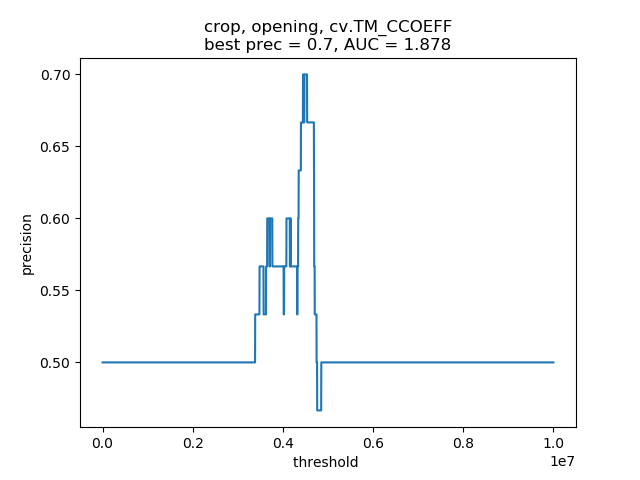 crop, opening, cv.TM_CCOEFF
best prec = 0.7, AUC = 1.878
0.70
0.65
0.60
0.55
0.50
precision
0.0 0.2 0.4 0.6 0.8 1.0
1e7
threshold